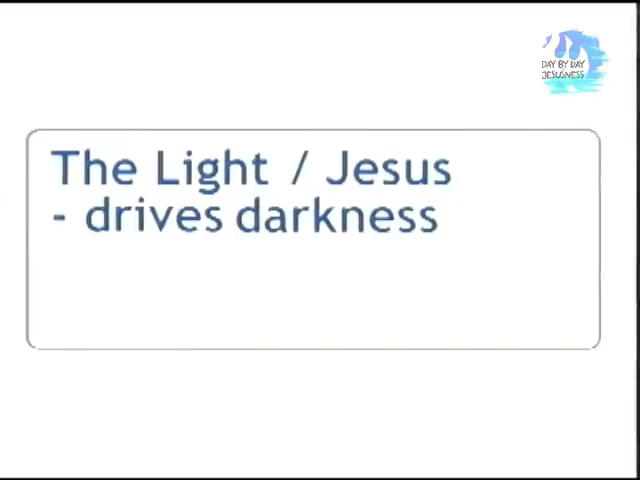 DAY BY DAY
JESUSNESS
The Light / Jesus
- drives darkness